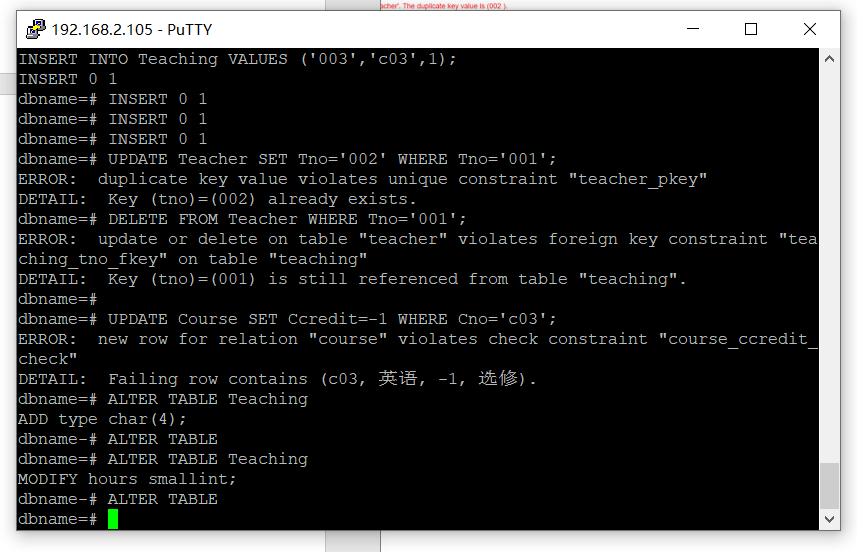 acher'. The duplicate key value is (002 ).
192.168.2.105 - PuTTY
INSERT INTO Teaching VALUES ('003','c03',1);
INSERT 0 1
dbname=# INSERT 0 1
dbname=# INSERT 0 1
dbname=# INSERT 0 1
dbname=# UPDATE Teacher SET Tno='002' WHERE Tno='001';
ERROR:  duplicate key value violates unique constraint "teacher_pkey"
DETAIL:  Key (tno)=(002) already exists.
dbname=# DELETE FROM Teacher WHERE Tno='001';
ERROR:  update or delete on table "teacher" violates foreign key constraint "tea
ching_tno_fkey" on table "teaching"
DETAIL:  Key (tno)=(001) is still referenced from table "teaching".
dbname=#
dbname=# UPDATE Course SET Ccredit=-1 WHERE Cno='c03';
ERROR:  new row for relation "course" violates check constraint "course_ccredit_
check"
DETAIL:  Failing row contains (c03, 英语, -1, 选修).
dbname=# ALTER TABLE Teaching
ADD type char(4);
dbname-# ALTER TABLE
dbname=# ALTER TABLE Teaching
MODIFY hours smallint;
dbname-# ALTER TABLE
dbname=#